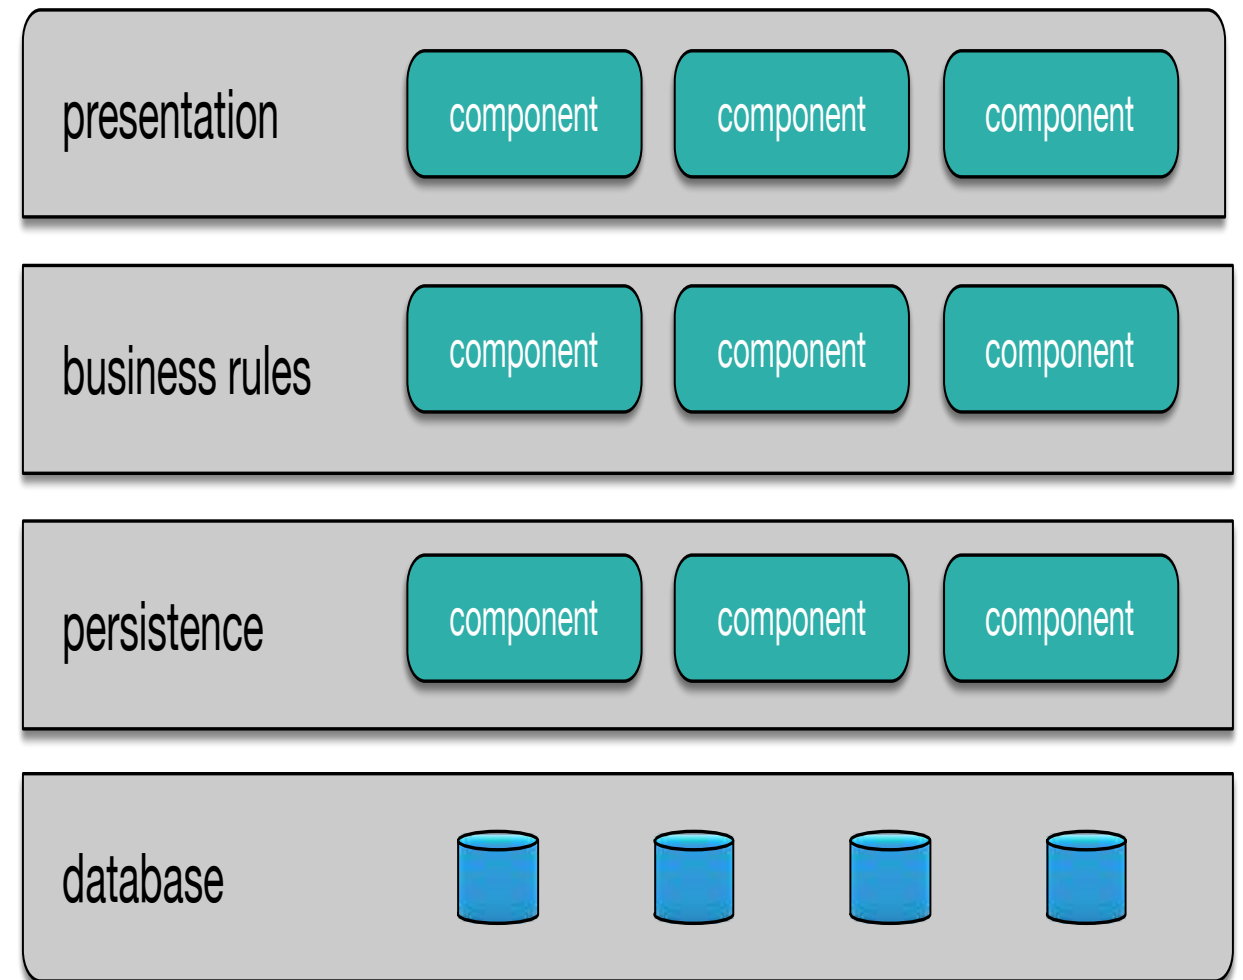 presentation
component component component
business rules
component component component
persistence
component component component
database